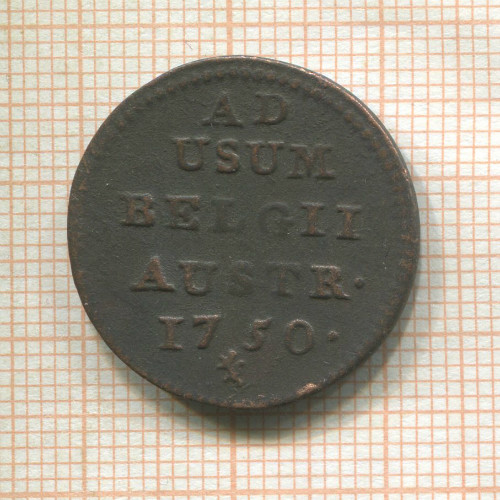 AD
USUM
BELGII
AUSTR·
1750·